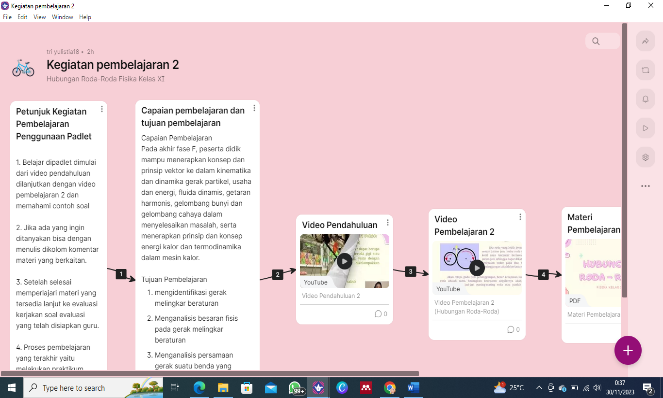 Kegiatan pembelajaran 2
File Edit View Window Help
tri yulistia18 • 2h
Kegiatan pembelajaran 2
Hubungan Roda-Roda Fisika Kelas XI
Petunjuk Kegiatan
Pembelajaran
Penggunaan Padlet
1. Belajar dipadlet dimulai
dari video pendahuluan
dilanjutkan dengan video
pembelajaran 2 dan
memahami contoh soal
2. Jika ada yang ingin
ditanyakan bisa dengan
menulis dikolom komentar
materi yang berkaitan.
3. Setelah selesai
mempelajari materi yang
tersedia lanjut ke evaluasi
kerjakan soal evaluasi
yang telah disiapkan guru.
4. Proses pembelajaran
yang terakhir yaitu
melakukan praktikum
1
Capaian pembelajaran dan
tujuan pembelajaran
Capaian Pembelajaran
Pada akhir fase F, peserta didik
mampu menerapkan konsep dan
prinsip vektor ke dalam kinematika
dan dinamika gerak partikel, usaha
dan energi, fluida dinamis, getaran
harmonis, gelombang bunyi dan
gelombang cahaya dalam
menyelesaikan masalah, serta
menerapkan prinsip dan konsep
energi kalor dan termodinamika
dalam mesin kalor.
Tujuan Pembelajaran
1. mengidentifikasi gerak
melingkar beraturan
2. Menganalisis besaran fisis
pada gerak melingkar
beraturan
3. Menganalisis persamaan
gerak suatu benda yang
2
Video Pendahuluan
YouTube
Video Pendahuluan 2
0
3
Video
Pembelajaran 2
YouTube
Video Pembelajaran 2
(Hubungan Roda-Roda)
0
4
Materi
Pembelajaran
HUBUNG
RODA - R
PDF
Materi Pembelajara
Type here to search
25°C
0:37
30/11/2023
2